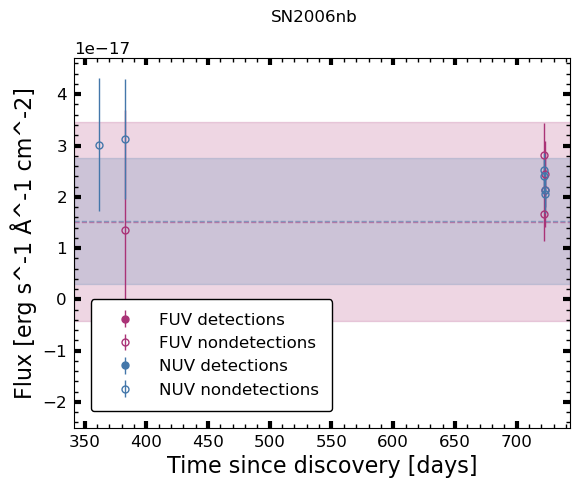 SN2006nb
1e−17
Flux [erg s^-1 Å^-1 cm^-2]
4
3
2
1
0
−1
−2
FUV detections
FUV nondetections
NUV detections
NUV nondetections
350 400 450 500 550 600 650 700
Time since discovery [days]